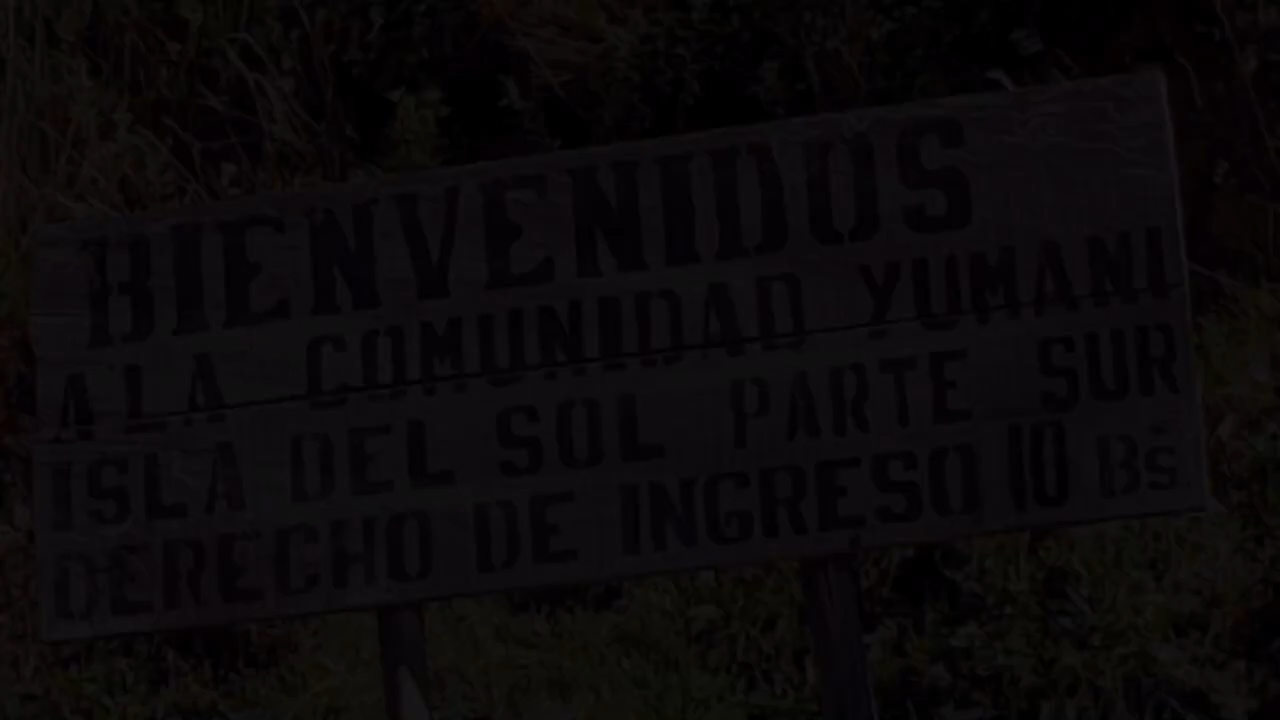 BIENVENIDOS
A LA COMUNIDAD YUMANI
ISLA DEL SOL PARTE SUR
DERECHO DE INGRESO 10 Bs